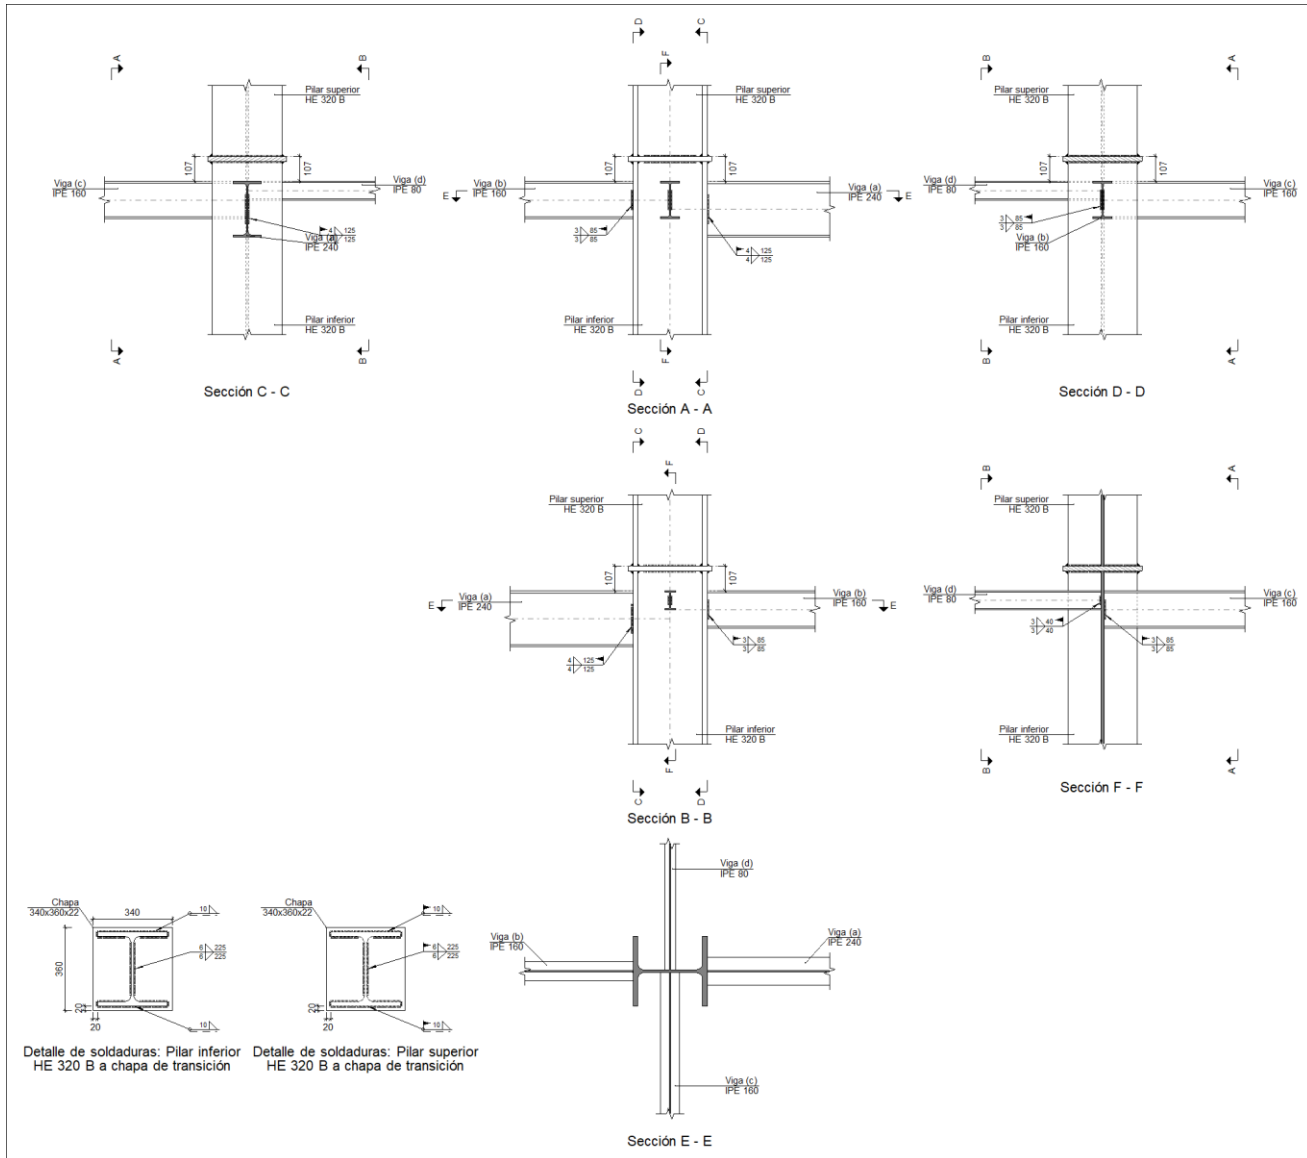 A
B
Pilar superior
HE 320 B
107
107
Viga (c)
IPE 160
Viga (d)
IPE 80
4 125
4 125
Viga (a)
IPE 240
Pilar inferior
HE 320 B
A
B
Sección C - C
D
C
F
Pilar superior
HE 320 B
107
107
Viga (b)
IPE 160
E
Viga (a)
IPE 240
E
3 85
3 85
4 125
4 125
Pilar inferior
HE 320 B
F
D
C
Sección A - A
B
A
Pilar superior
HE 320 B
107
107
Viga (d)
IPE 80
Viga (c)
IPE 160
3 85
3 85
Viga (b)
IPE 160
Pilar inferior
HE 320 B
B
A
Sección D - D
C
D
F
Pilar superior
HE 320 B
107
107
E
Viga (a)
IPE 240
Viga (b)
IPE 160
E
4 125
4 125
3 85
3 85
Pilar inferior
HE 320 B
F
C
D
Sección B - B
B
A
Pilar superior
HE 320 B
Viga (d)
IPE 80
Viga (c)
IPE 160
3 40
3 40
3 85
3 85
Pilar inferior
HE 320 B
B
A
Sección F - F
Chapa
340x360x22
340
10
6 225
6 225
360
20
20
10
Detalle de soldaduras: Pilar inferior
HE 320 B a chapa de transición
Chapa
340x360x22
10
6 225
6 225
20
20
10
Detalle de soldaduras: Pilar superior
HE 320 B a chapa de transición
Viga (d)
IPE 80
Viga (b)
IPE 160
Viga (a)
IPE 240
Viga (c)
IPE 160
Sección E - E